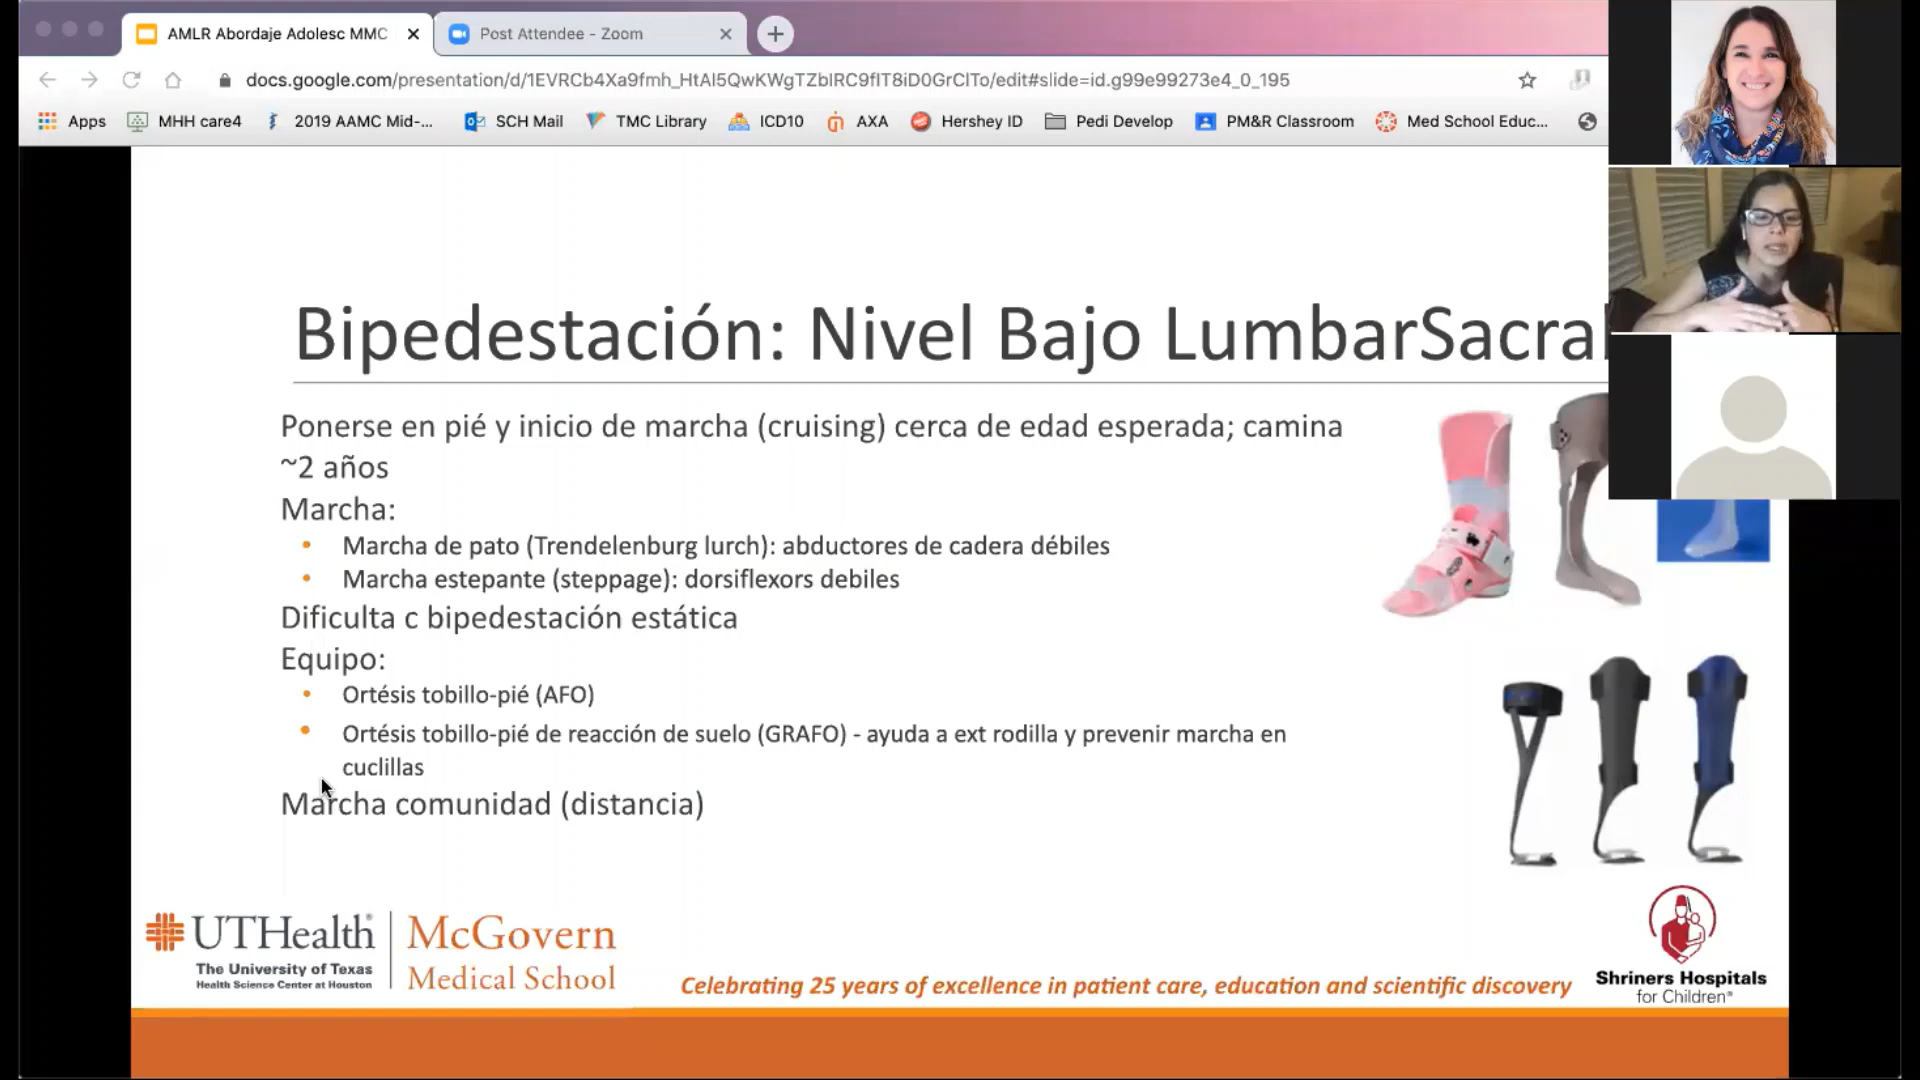 AMLR Abordaje Adolesc MMC
Post Attendee - Zoom
docs.google.com/presentation/d/1EVRCb4Xa9fmh_HtAl5QwKWgTZblRC9flT8iD0GrClTo/edit#slide=id.g99e99273e4_0_195
Apps MHH care4 2019 AAMC Mid-... SCH Mail TMC Library ICD10 AXA Hershey ID Pedi Develop PM&R Classroom Med School Educ...
Bipedestación: Nivel Bajo LumbarSacral
Ponerse en pié y inicio de marcha (cruising) cerca de edad esperada; camina
~2 años
Marcha:
• Marcha de pato (Trendelenburg lurch): abductores de cadera débiles
• Marcha estepante (steppage): dorsiflexors debiles
Dificulta c bipedestación estática
Equipo:
• Ortésis tobillo-pié (AFO)
• Ortésis tobillo-pié de reacción de suelo (GRAFO) - ayuda a ext rodilla y prevenir marcha en
cuclillas
Marcha comunidad (distancia)
UTHealth®
The University of Texas
Health Science Center at Houston
McGovern
Medical School
Celebrating 25 years of excellence in patient care, education and scientific discovery
Shriners Hospitals
for Children®